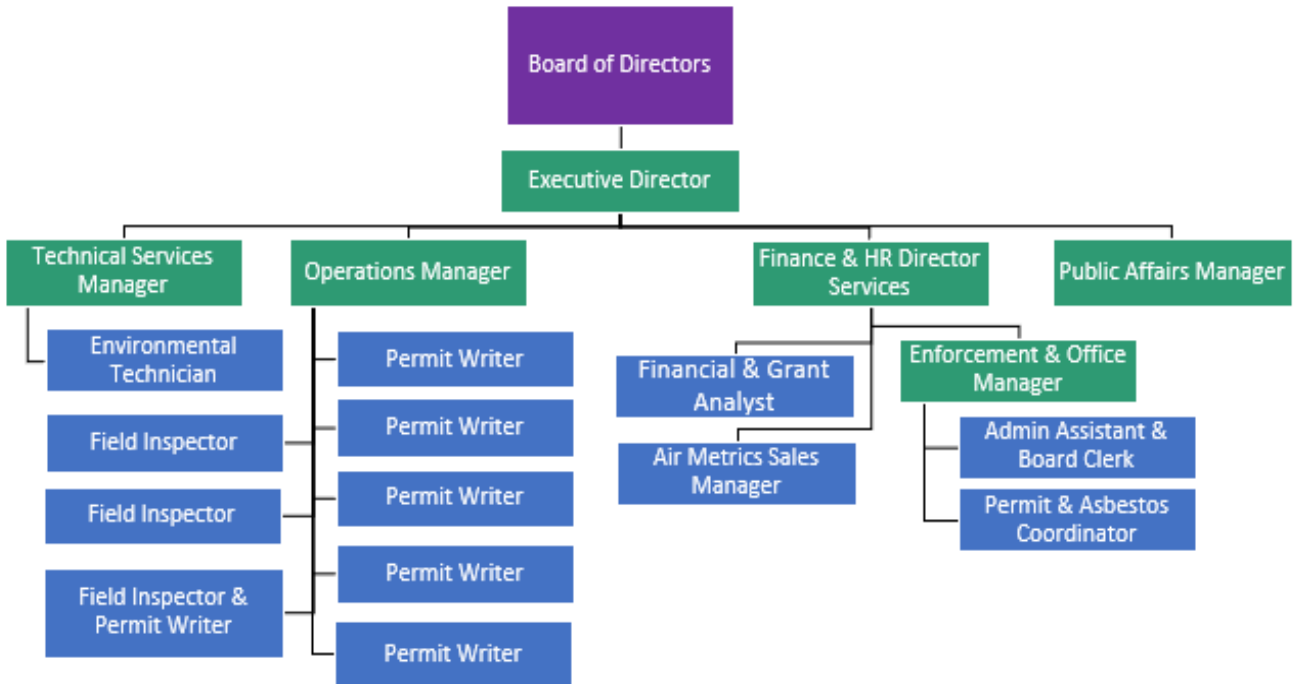 Board of Directors
Executive Director
Technical Services
Manager
Operations Manager
Finance & HR Director
Services
Public Affairs Manager
Environmental
Technician
Field Inspector
Field Inspector
Field Inspector &
Permit Writer
Permit Writer
Permit Writer
Permit Writer
Permit Writer
Permit Writer
Financial & Grant
Analyst
Air Metrics Sales
Manager
Enforcement & Office
Manager
Admin Assistant &
Board Clerk
Permit & Asbestos
Coordinator